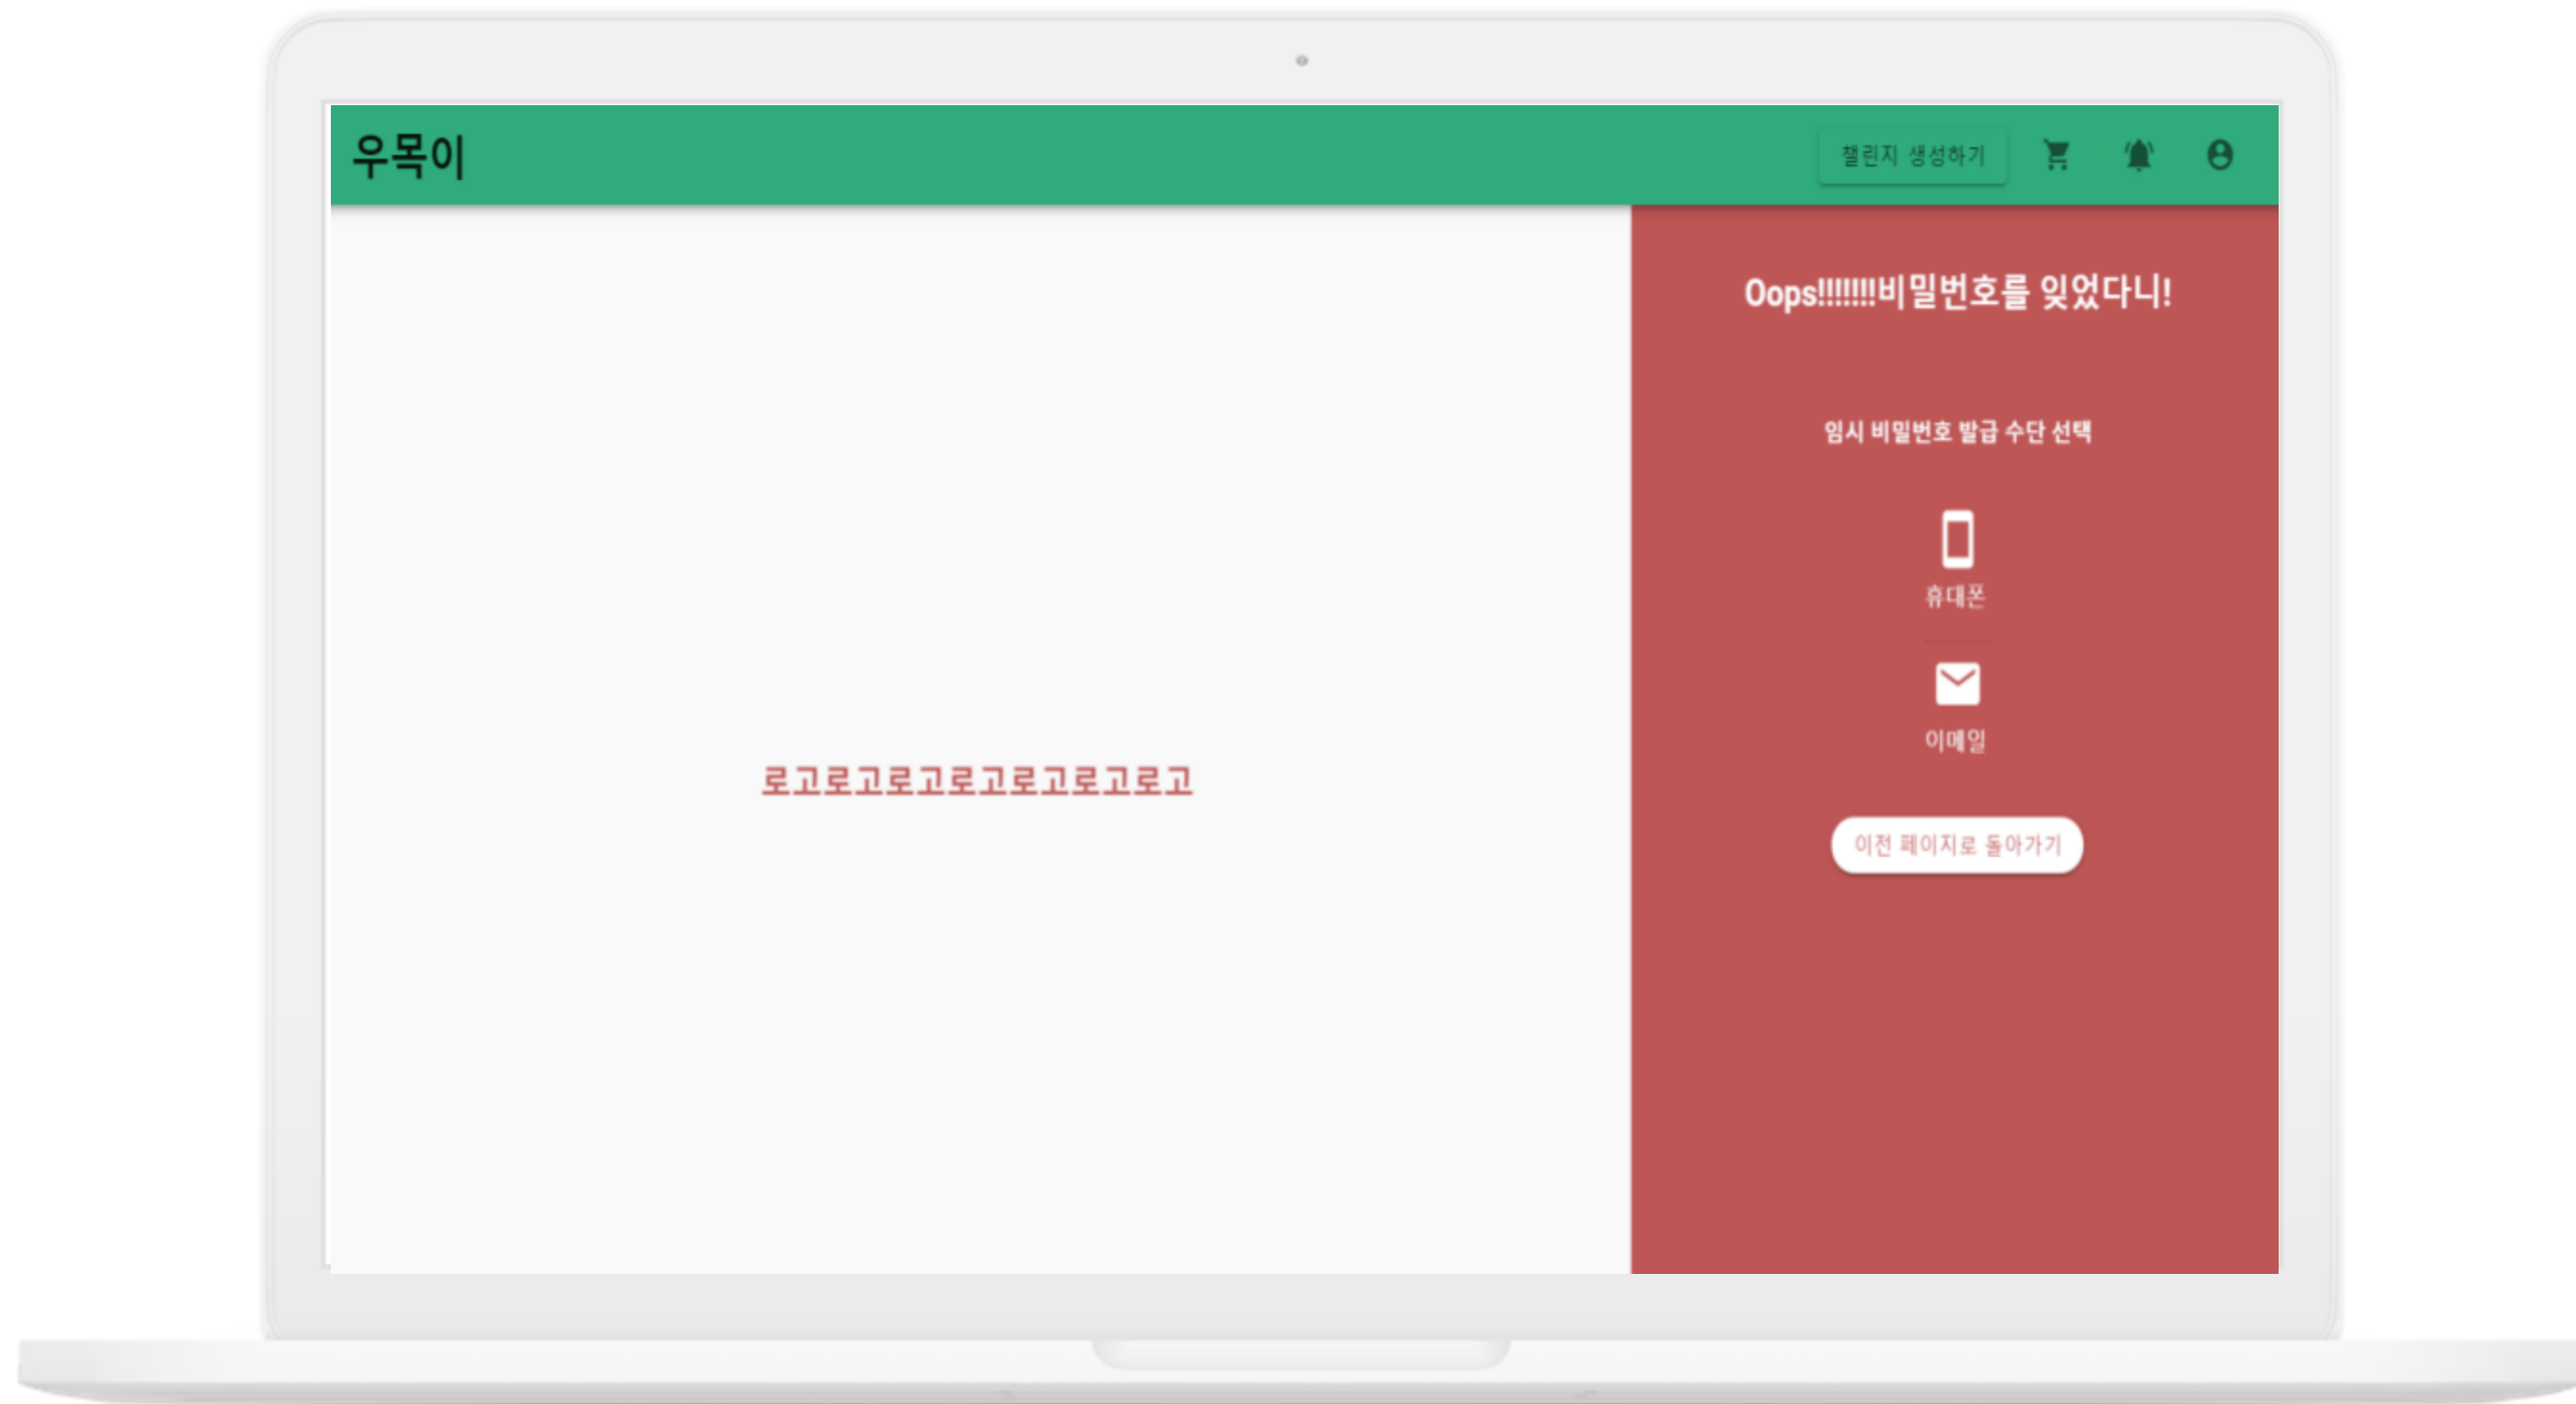 우목이
챌린지 생성하기
Oops!!!!!!!비밀번호를 잊었다니!
임시 비밀번호 발급 수단 선택
휴대폰
이메일
로고로고로고로고로고로고로고
이전 페이지로 돌아가기